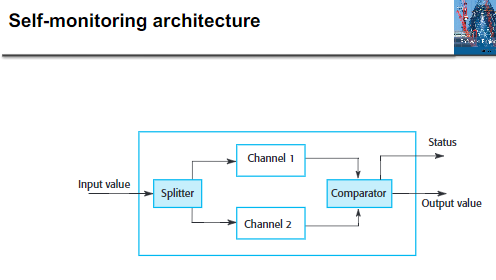 Self-monitoring architecture
Status
Channel 1
Input value
Splitter
Comparator
Output value
Channel 2